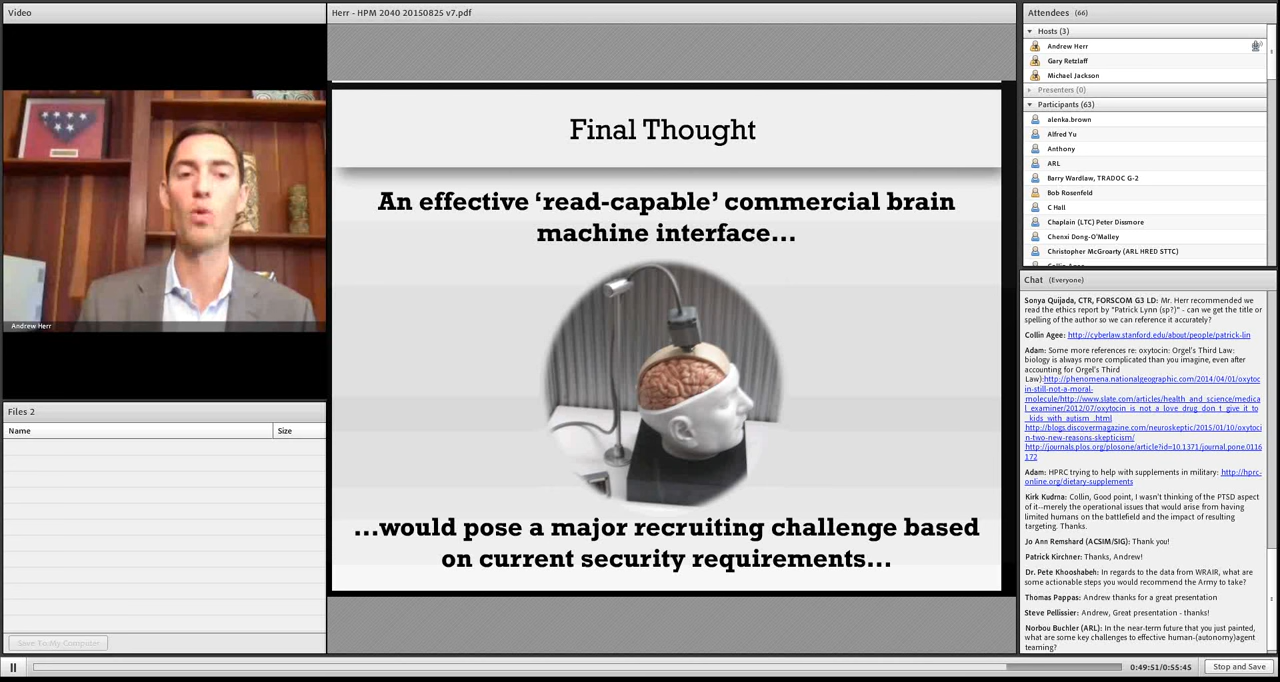 Video
Andrew Herr
Files 2
Name
Size
Save To My Computer
Herr - HPM 2040 20150825 v7.pdf
Final Thought
An effective ‘read-capable’ commercial brain
machine interface...
...would pose a major recruiting challenge based
on current security requirements...
Attendees (66)
Hosts (3)
Andrew Herr
Gary Retzlaff
Michael Jackson
Presenters (0)
Participants (63)
alenka.brown
Alfred Yu
Anthony
ARL
Barry Wardlaw, TRADOC G-2
Bob Rosenfeld
C Hall
Chaplain (LTC) Peter Dissmore
Chenxi Dong-O'Malley
Christopher McGroarty (ARL HRED STTC)
Collin Agee
Chat (Everyone)
Sonya Quijada, CTR, FORSCOM G3 LD: Mr. Herr recommended we
read the ethics report by "Patrick Lynn (sp?)" - can we get the title or
spelling of the author so we can reference it accurately?
Collin Agee: http://cyberlaw.stanford.edu/about/people/patrick-lin
Adam: Some more references re: oxytocin: Orgel's Third Law;
biology is always more complicated than you imagine, even after
accounting for Orgel's Third
Law):http://phenomena.nationalgeographic.com/2014/04/01/oxytoc
in-still-not-a-moral-
molecule/http://www.slate.com/articles/health_and_science/medica
l_examiner/2012/07/oxytocin_is_not_a_love_drug_don_t_give_it_to
_kids_with_autism_.html
http://blogs.discovermagazine.com/neuroskeptic/2015/01/10/oxytoci
n-two-new-reasons-skepticism/
http://journals.plos.org/plosone/article?id=10.1371/journal.pone.0116
172
Adam: HPRC trying to help with supplements in military: http://hprc-
online.org/dietary-supplements
Kirk Kudrna: Collin, Good point, I wasn't thinking of the PTSD aspect
of it--merely the operational issues that would arise from having
limited humans on the battlefield and the impact of resulting
targeting. Thanks.
Jo Ann Remshard (ACSIM/SIG): Thank you!
Patrick Kirchner: Thanks, Andrew!
Dr. Pete Khooshabeh: In regards to the data from WRAIR, what are
some actionable steps you would recommend the Army to take?
Thomas Pappas: Andrew thanks for a great presentation
Steve Pellissier: Andrew, Great presentation - thanks!
Norbou Buchler (ARL): In the near-term future that you just painted,
what are some key challenges to effective human-(autonomy)agent
teaming?
0:49:51/0:55:45
Stop and Save